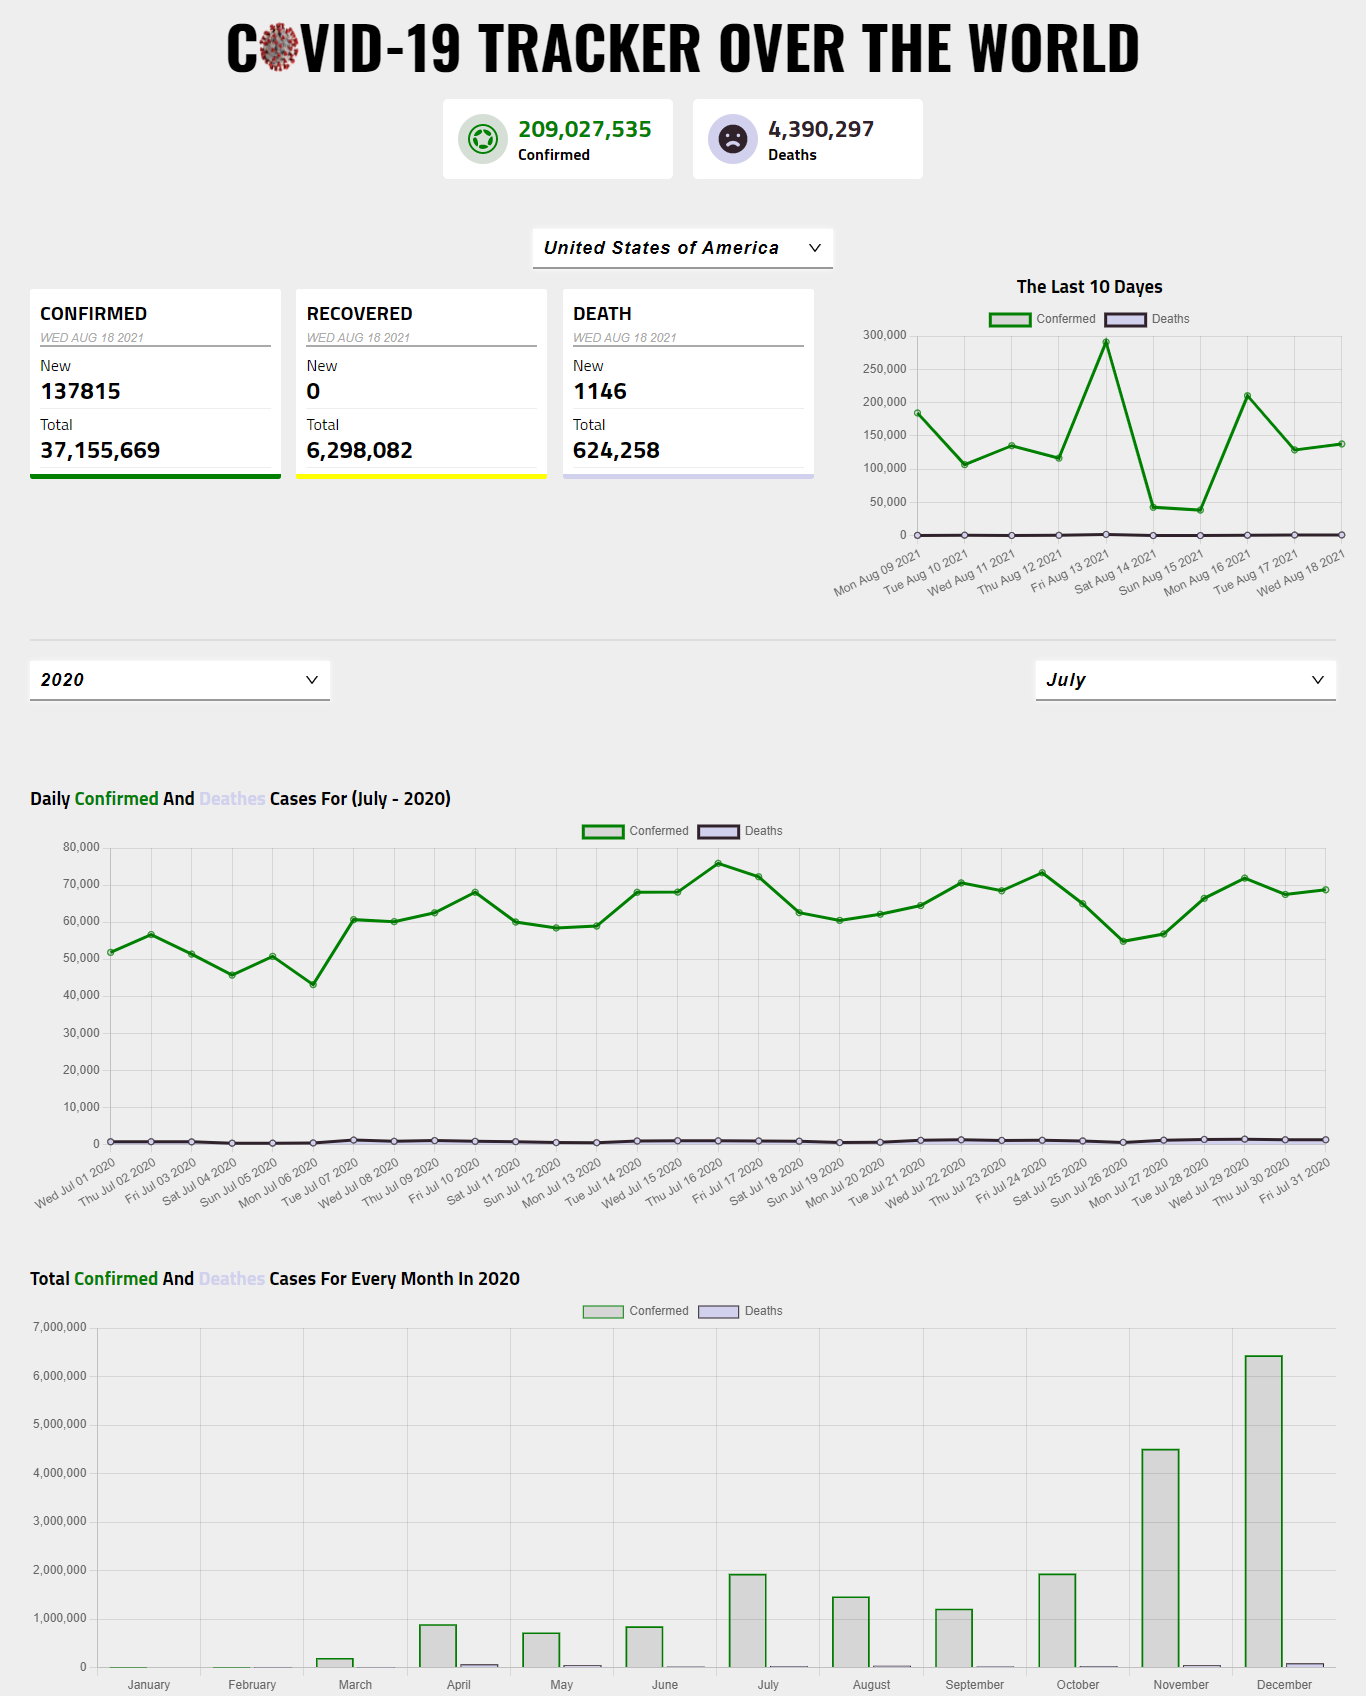 COVID-19 TRACKER OVER THE WORLD
209,027,535
Confirmed
4,390,297
Deaths
United States of America
CONFIRMED
WED AUG 18 2021
New
137815
Total
37,155,669
RECOVERED
WED AUG 18 2021
New
0
Total
6,298,082
DEATH
WED AUG 18 2021
New
1146
Total
624,258
The Last 10 Dayes
Confirmed Deaths
300,000
250,000
200,000
150,000
100,000
50,000
0
Mon Aug 09 2021
Tue Aug 10 2021
Wed Aug 11 2021
Thu Aug 12 2021
Fri Aug 13 2021
Sat Aug 14 2021
Sun Aug 15 2021
Mon Aug 16 2021
Tue Aug 17 2021
Wed Aug 18 2021
2020
July
Daily Confirmed And Deathes Cases For (July - 2020)
Confermed Deaths
80,000
70,000
60,000
50,000
40,000
30,000
20,000
10,000
0
Wed Jul 01 2020
Thu Jul 02 2020
Fri Jul 03 2020
Sat Jul 04 2020
Sun Jul 05 2020
Mon Jul 06 2020
Tue Jul 07 2020
Wed Jul 08 2020
Thu Jul 09 2020
Fri Jul 10 2020
Sat Jul 11 2020
Sun Jul 12 2020
Mon Jul 13 2020
Tue Jul 14 2020
Wed Jul 15 2020
Thu Jul 16 2020
Fri Jul 17 2020
Sat Jul 18 2020
Sun Jul 19 2020
Mon Jul 20 2020
Tue Jul 21 2020
Wed Jul 22 2020
Thu Jul 23 2020
Fri Jul 24 2020
Sat Jul 25 2020
Sun Jul 26 2020
Mon Jul 27 2020
Tue Jul 28 2020
Wed Jul 29 2020
Thu Jul 30 2020
Fri Jul 31 2020
Total Confirmed And Deathes Cases For Every Month In 2020
Confermed Deaths
7,000,000
6,000,000
5,000,000
4,000,000
3,000,000
2,000,000
1,000,000
0
January February March April May June July August September October November December